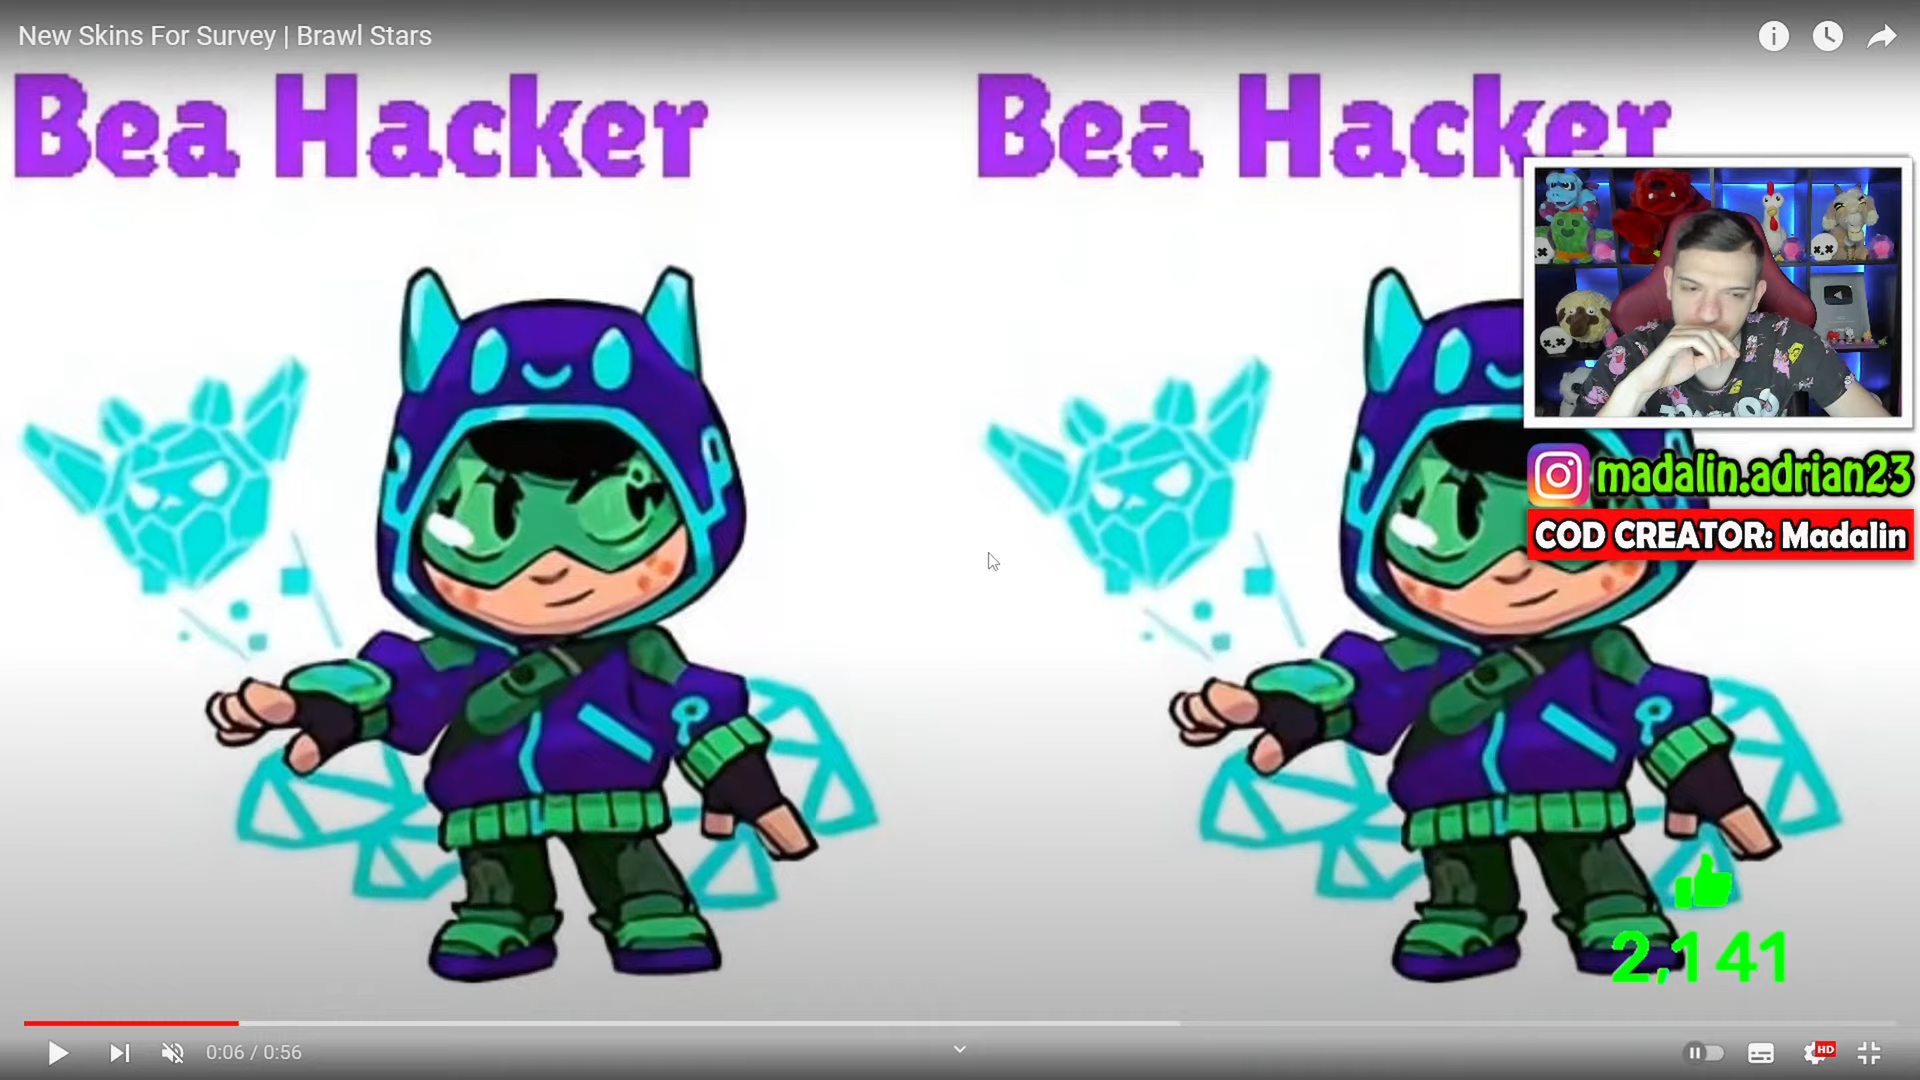 New Skins For Survey | Brawl Stars
Bea Hacker
Bea Hacker
madalin.adrian23
COD CREATOR: Madalin
2,141
0:06 / 0:56
HD